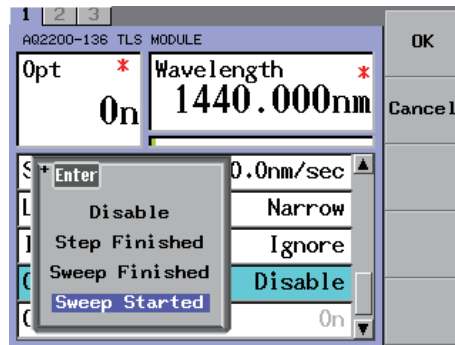 1 2 3
AQ2200-136 TLS MODULE
OK
Opt *
Wavelength *
On
1440.000nm
Cancel
S
0.0nm/sec
Enter
L
Disable
Narrow
Step Finished
Ignore
Sweep Finished
Disable
Sweep Started
On